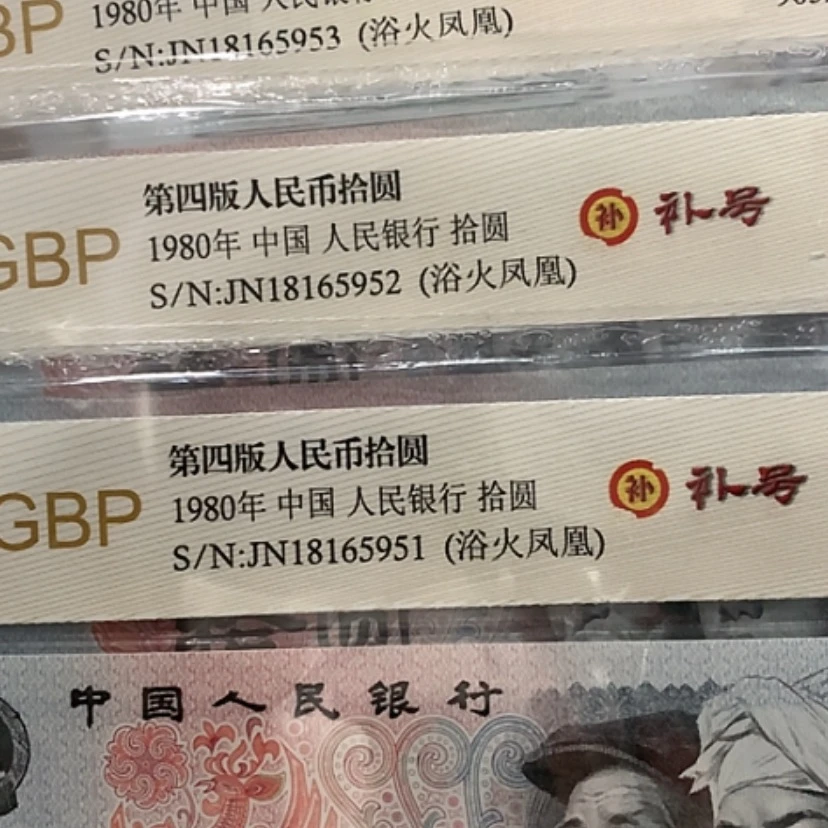 GBP
1980年 中国 人民银行
S/N:JN18165953 (浴火凤凰)
第四版人民币拾圆
GBP
1980年 中国 人民银行 拾圆
补 补号
S/N:JN18165952 (浴火凤凰)
第四版人民币拾圆
GBP
1980年 中国 人民银行 拾圆
补 补号
S/N:JN18165951 (浴火凤凰)
中国人民银行